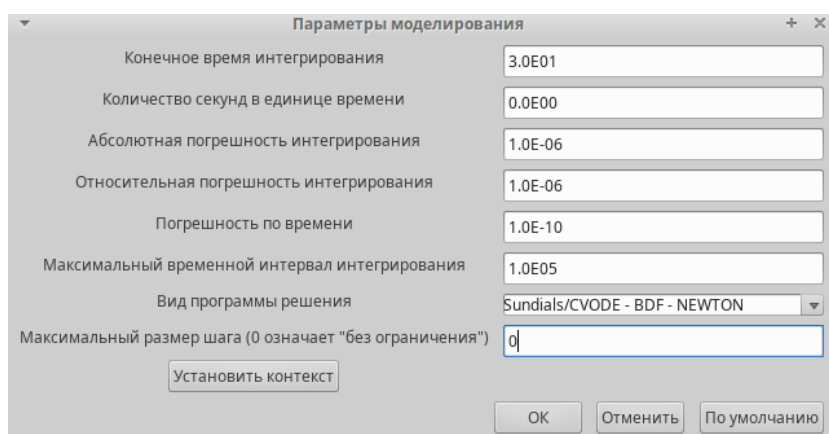 Параметры моделирования
Конечное время интегрирования 3.0E01
Количество секунд в единице времени 0.0E00
Абсолютная погрешность интегрирования 1.0E-06
Относительная погрешность интегрирования 1.0E-06
Погрешность по времени 1.0E-10
Максимальный временной интервал интегрирования 1.0E05
Вид программы решения Sundials/CVODE - BDF - NEWTON
Максимальный размер шага (0 означает "без ограничения") 0
Установить контекст
ОК Отменить По умолчанию